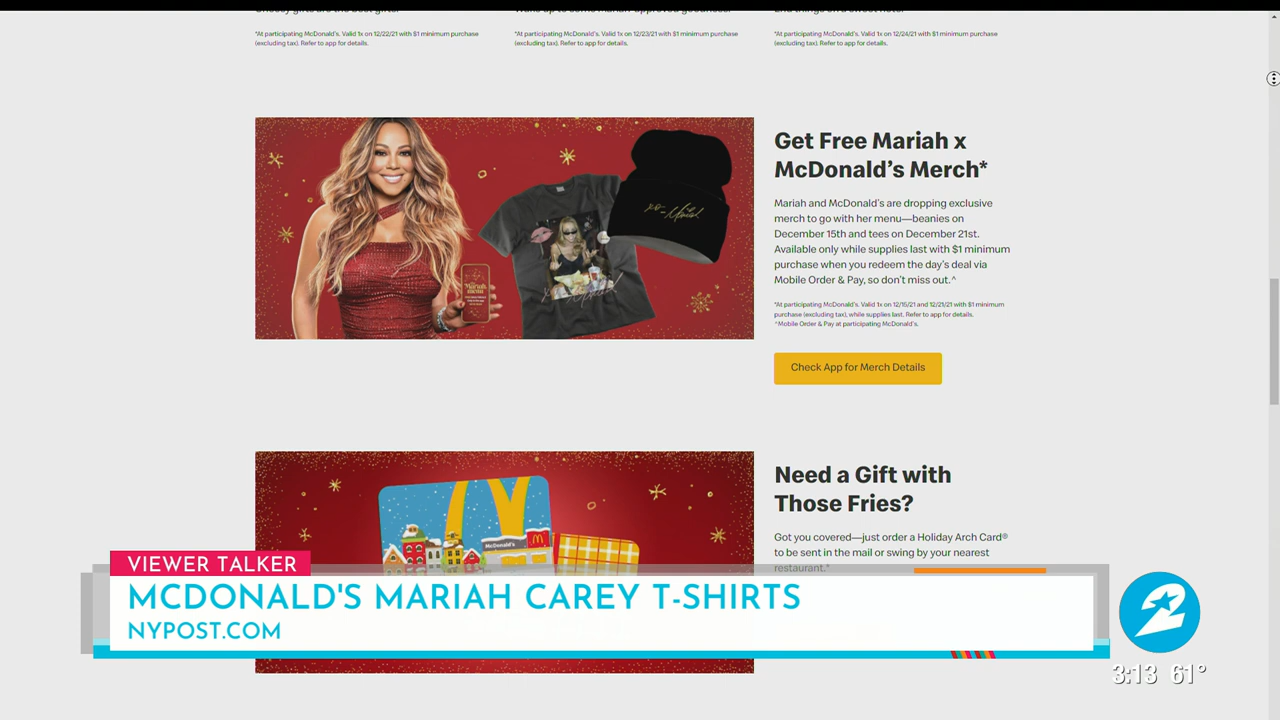 *At participating McDonald's. Valid 1x on 12/22/21 with $1 minimum purchase
(excluding tax). Refer to app for details.
*At participating McDonald's. Valid 1x on 12/23/21 with $1 minimum purchase
(excluding tax). Refer to app for details.
*At participating McDonald's. Valid 1x on 12/24/21 with $1 minimum purchase
(excluding tax). Refer to app for details.
Get Free Mariah x
McDonald's Merch*
Mariah and McDonald's are dropping exclusive
merch to go with her menu—beanies on
December 15th and tees on December 21st.
Available only while supplies last with $1 minimum
purchase when you redeem the day's deal via
Mobile Order & Pay, so don't miss out.^
*At participating McDonald's. Valid 1x on 12/15/21 and 12/21/21 with $1 minimum
purchase (excluding tax), while supplies last. Refer to app for details.
^Mobile Order & Pay at participating McDonald's.
Check App for Merch Details
Need a Gift with
Those Fries?
Got you covered—just order a Holiday Arch Card®
to be sent in the mail or swing by your nearest
restaurant.*
McDonald's
VIEWER TALKER
MCDONALD'S MARIAH CAREY T-SHIRTS
NYPOST.COM
2
3:13 61°